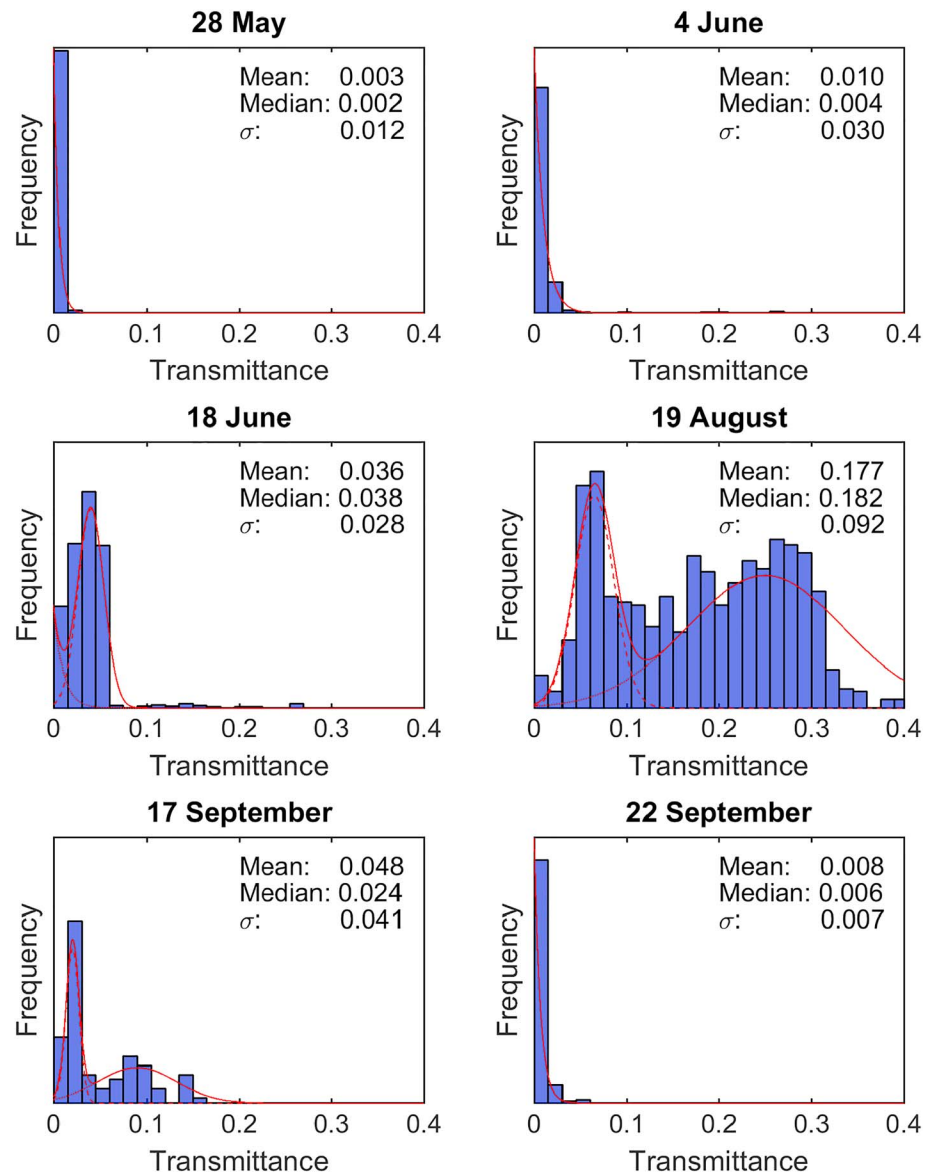 28 May
Mean: 0.003
Median: 0.002
σ: 0.012
Frequency
0 0.1 0.2 0.3 0.4
Transmittance
4 June
Mean: 0.010
Median: 0.004
σ: 0.030
Frequency
0 0.1 0.2 0.3 0.4
Transmittance
18 June
Mean: 0.036
Median: 0.038
σ: 0.028
Frequency
0 0.1 0.2 0.3 0.4
Transmittance
19 August
Mean: 0.177
Median: 0.182
σ: 0.092
Frequency
0 0.1 0.2 0.3 0.4
Transmittance
17 September
Mean: 0.048
Median: 0.024
σ: 0.041
Frequency
0 0.1 0.2 0.3 0.4
Transmittance
22 September
Mean: 0.008
Median: 0.006
σ: 0.007
Frequency
0 0.1 0.2 0.3 0.4
Transmittance